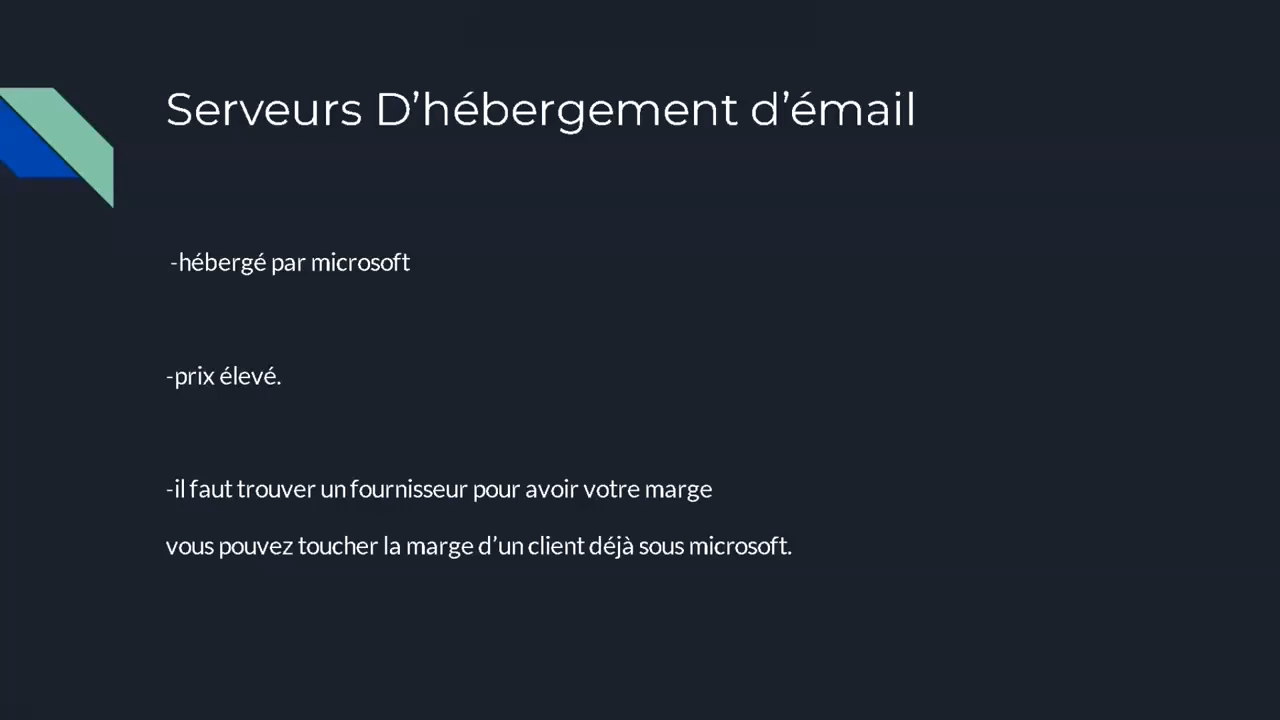 Serveurs D’hébergement d’émail
-hébergé par microsoft
-prix élevé.
-il faut trouver un fournisseur pour avoir votre marge
vous pouvez toucher la marge d’un client déjà sous microsoft.